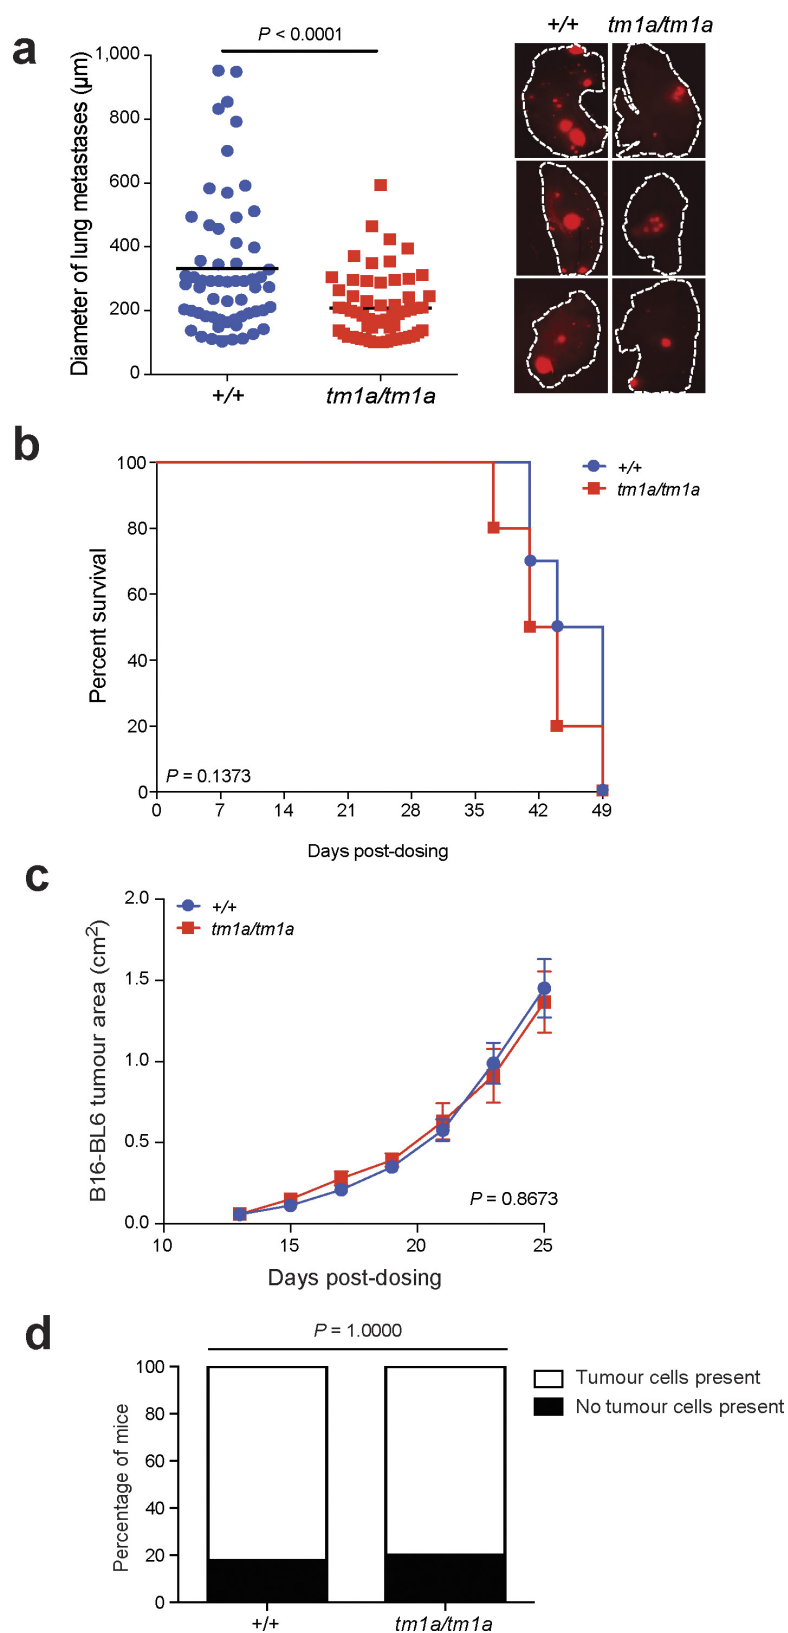 a
P < 0.0001
+/+ tm1a/tm1a
Diameter of lung metastases (µm)
1,000
800
600
400
200
0
+/+ tm1a/tm1a
b
Percent survival
100
80
60
40
20
0
+/+
tm1a/tm1a
P = 0.1373
0 7 14 21 28 35 42 49
Days post-dosing
c
B16-BL6 tumour area (cm²)
2.0
1.5
1.0
0.5
0.0
+/+
tm1a/tm1a
P = 0.8673
10 15 20 25
Days post-dosing
d
P = 1.0000
Percentage of mice
100
80
60
40
20
0
Tumour cells present
No tumour cells present
+/+ tm1a/tm1a